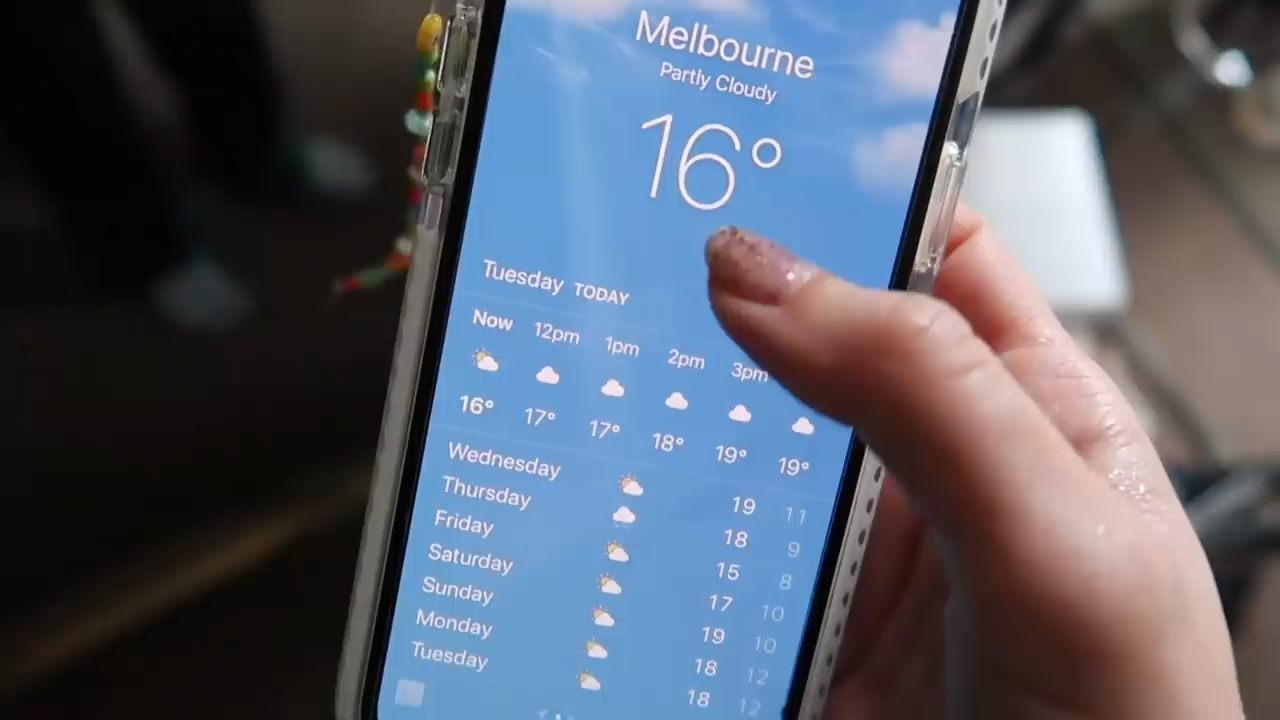 Melbourne
Partly Cloudy
16°
Tuesday TODAY
Now 12pm 1pm 2pm 3pm
16° 17° 17° 18° 19° 19°
Wednesday 19 11
Thursday 18 9
Friday 15 8
Saturday 17 10
Sunday 19 10
Monday 18 12
Tuesday 18 12